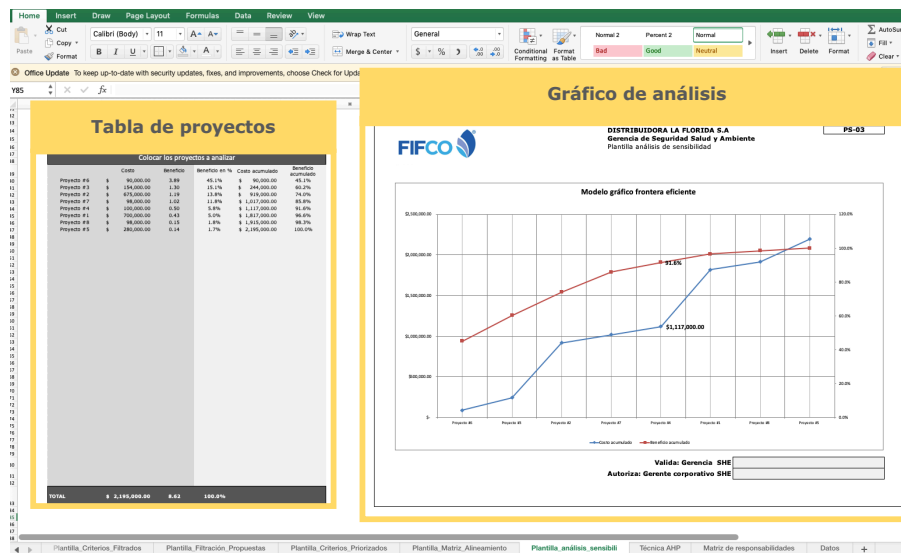 Home Insert Draw Page Layout Formulas Data Review View
Cut
Copy
Format
Paste
Calibri (Body) 11
Wrap Text
Merge & Center
General
Conditional Formatting
Format as Table
Normal 2 Percent 2 Normal
Bad Good Neutral
Insert Delete Format
AutoSu
Fill
Clear
Office Update To keep up-to-date with security updates, fixes, and improvements, choose Check for Upda
Y85 fx
Tabla de proyectos
Colocar los proyectos a analizar
Costo Beneficio Beneficio en % Costo acumulado Beneficio acumulado
Proyecto #6 $ 90,000.00 3.89 45.1% $ 90,000.00 45.1%
Proyecto #3 $ 154,000.00 1.30 15.1% $ 244,000.00 60.2%
Proyecto #2 $ 675,000.00 1.19 13.8% $ 919,000.00 74.0%
Proyecto #7 $ 98,000.00 1.02 11.8% $ 1,017,000.00 85.8%
Proyecto #4 $ 100,000.00 0.50 5.8% $ 1,117,000.00 91.6%
Proyecto #1 $ 700,000.00 0.43 5.0% $ 1,817,000.00 96.6%
Proyecto #8 $ 98,000.00 0.15 1.8% $ 1,915,000.00 98.3%
Proyecto #5 $ 280,000.00 0.14 1.7% $ 2,195,000.00 100.0%
TOTAL $ 2,195,000.00 8.62 100.0%
Gráfico de análisis
FIFCO
DISTRIBUIDORA LA FLORIDA S.A
Gerencia de Seguridad Salud y Ambiente
Plantilla análisis de sensibilidad
PS-03
Modelo gráfico frontera eficiente
$2,500,000.00 120.0%
$2,000,000.00 100.0%
80.0%
$1,500,000.00
60.0%
$1,000,000.00
40.0%
$500,000.00
20.0%
$- 0.0%
91.6%
$1,117,000.00
Proyecto #6 Proyecto #3 Proyecto #2 Proyecto #7 Proyecto #4 Proyecto #1 Proyecto #8 Proyecto #5
Costo acumulado Beneficio acumulado
Valida: Gerencia SHE
Autoriza: Gerente corporativo SHE
Plantilla_Criterios_Filtrados Plantilla_Filtración_Propuestas Plantilla_Criterios_Priorizados Plantilla_Matriz_Alineamiento Plantilla_análisis_sensibili Técnica AHP Matriz de responsabilidades Datos +